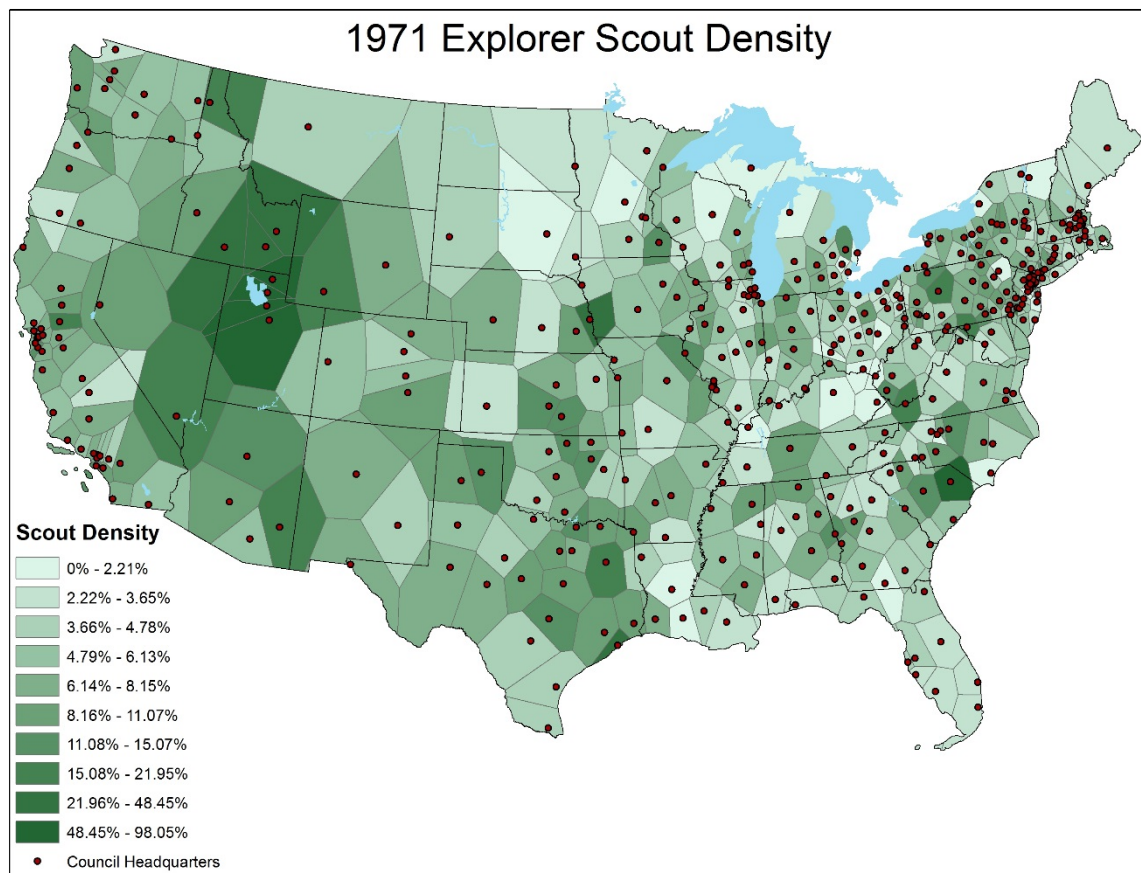 1971 Explorer Scout Density
Scout Density
0% - 2.21%
2.22% - 3.65%
3.66% - 4.78%
4.79% - 6.13%
6.14% - 8.15%
8.16% - 11.07%
11.08% - 15.07%
15.08% - 21.95%
21.96% - 48.45%
48.45% - 98.05%
Council Headquarters